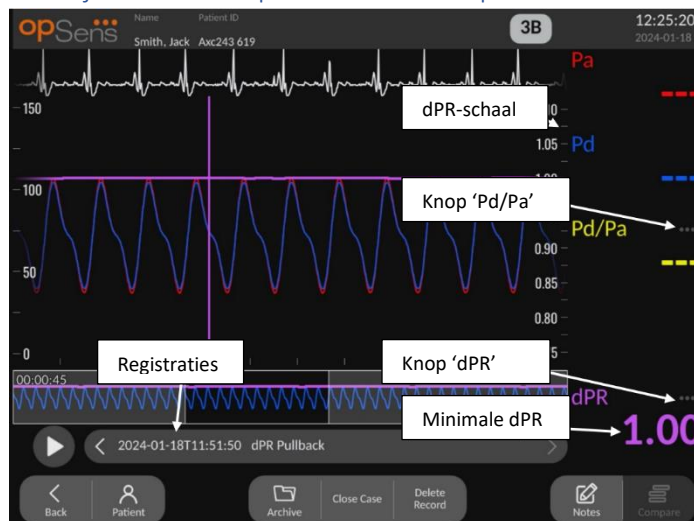 opSens
Name
Patient ID
Smith, Jack
Axc243 619
3B
12:25:20
2024-01-18
Pa
150
100
50
0
dPR-schaal
1.05
Pd
Knop ‘Pd/Pa’
Pd/Pa
0.90
0.85
0.80
Registraties
Knop ‘dPR’
00:00:45
dPR
Minimale dPR
1.00
2024-01-18T11:51:50 dPR Pullback
Back
Patient
Archive
Close Case
Delete
Record
Notes
Compare